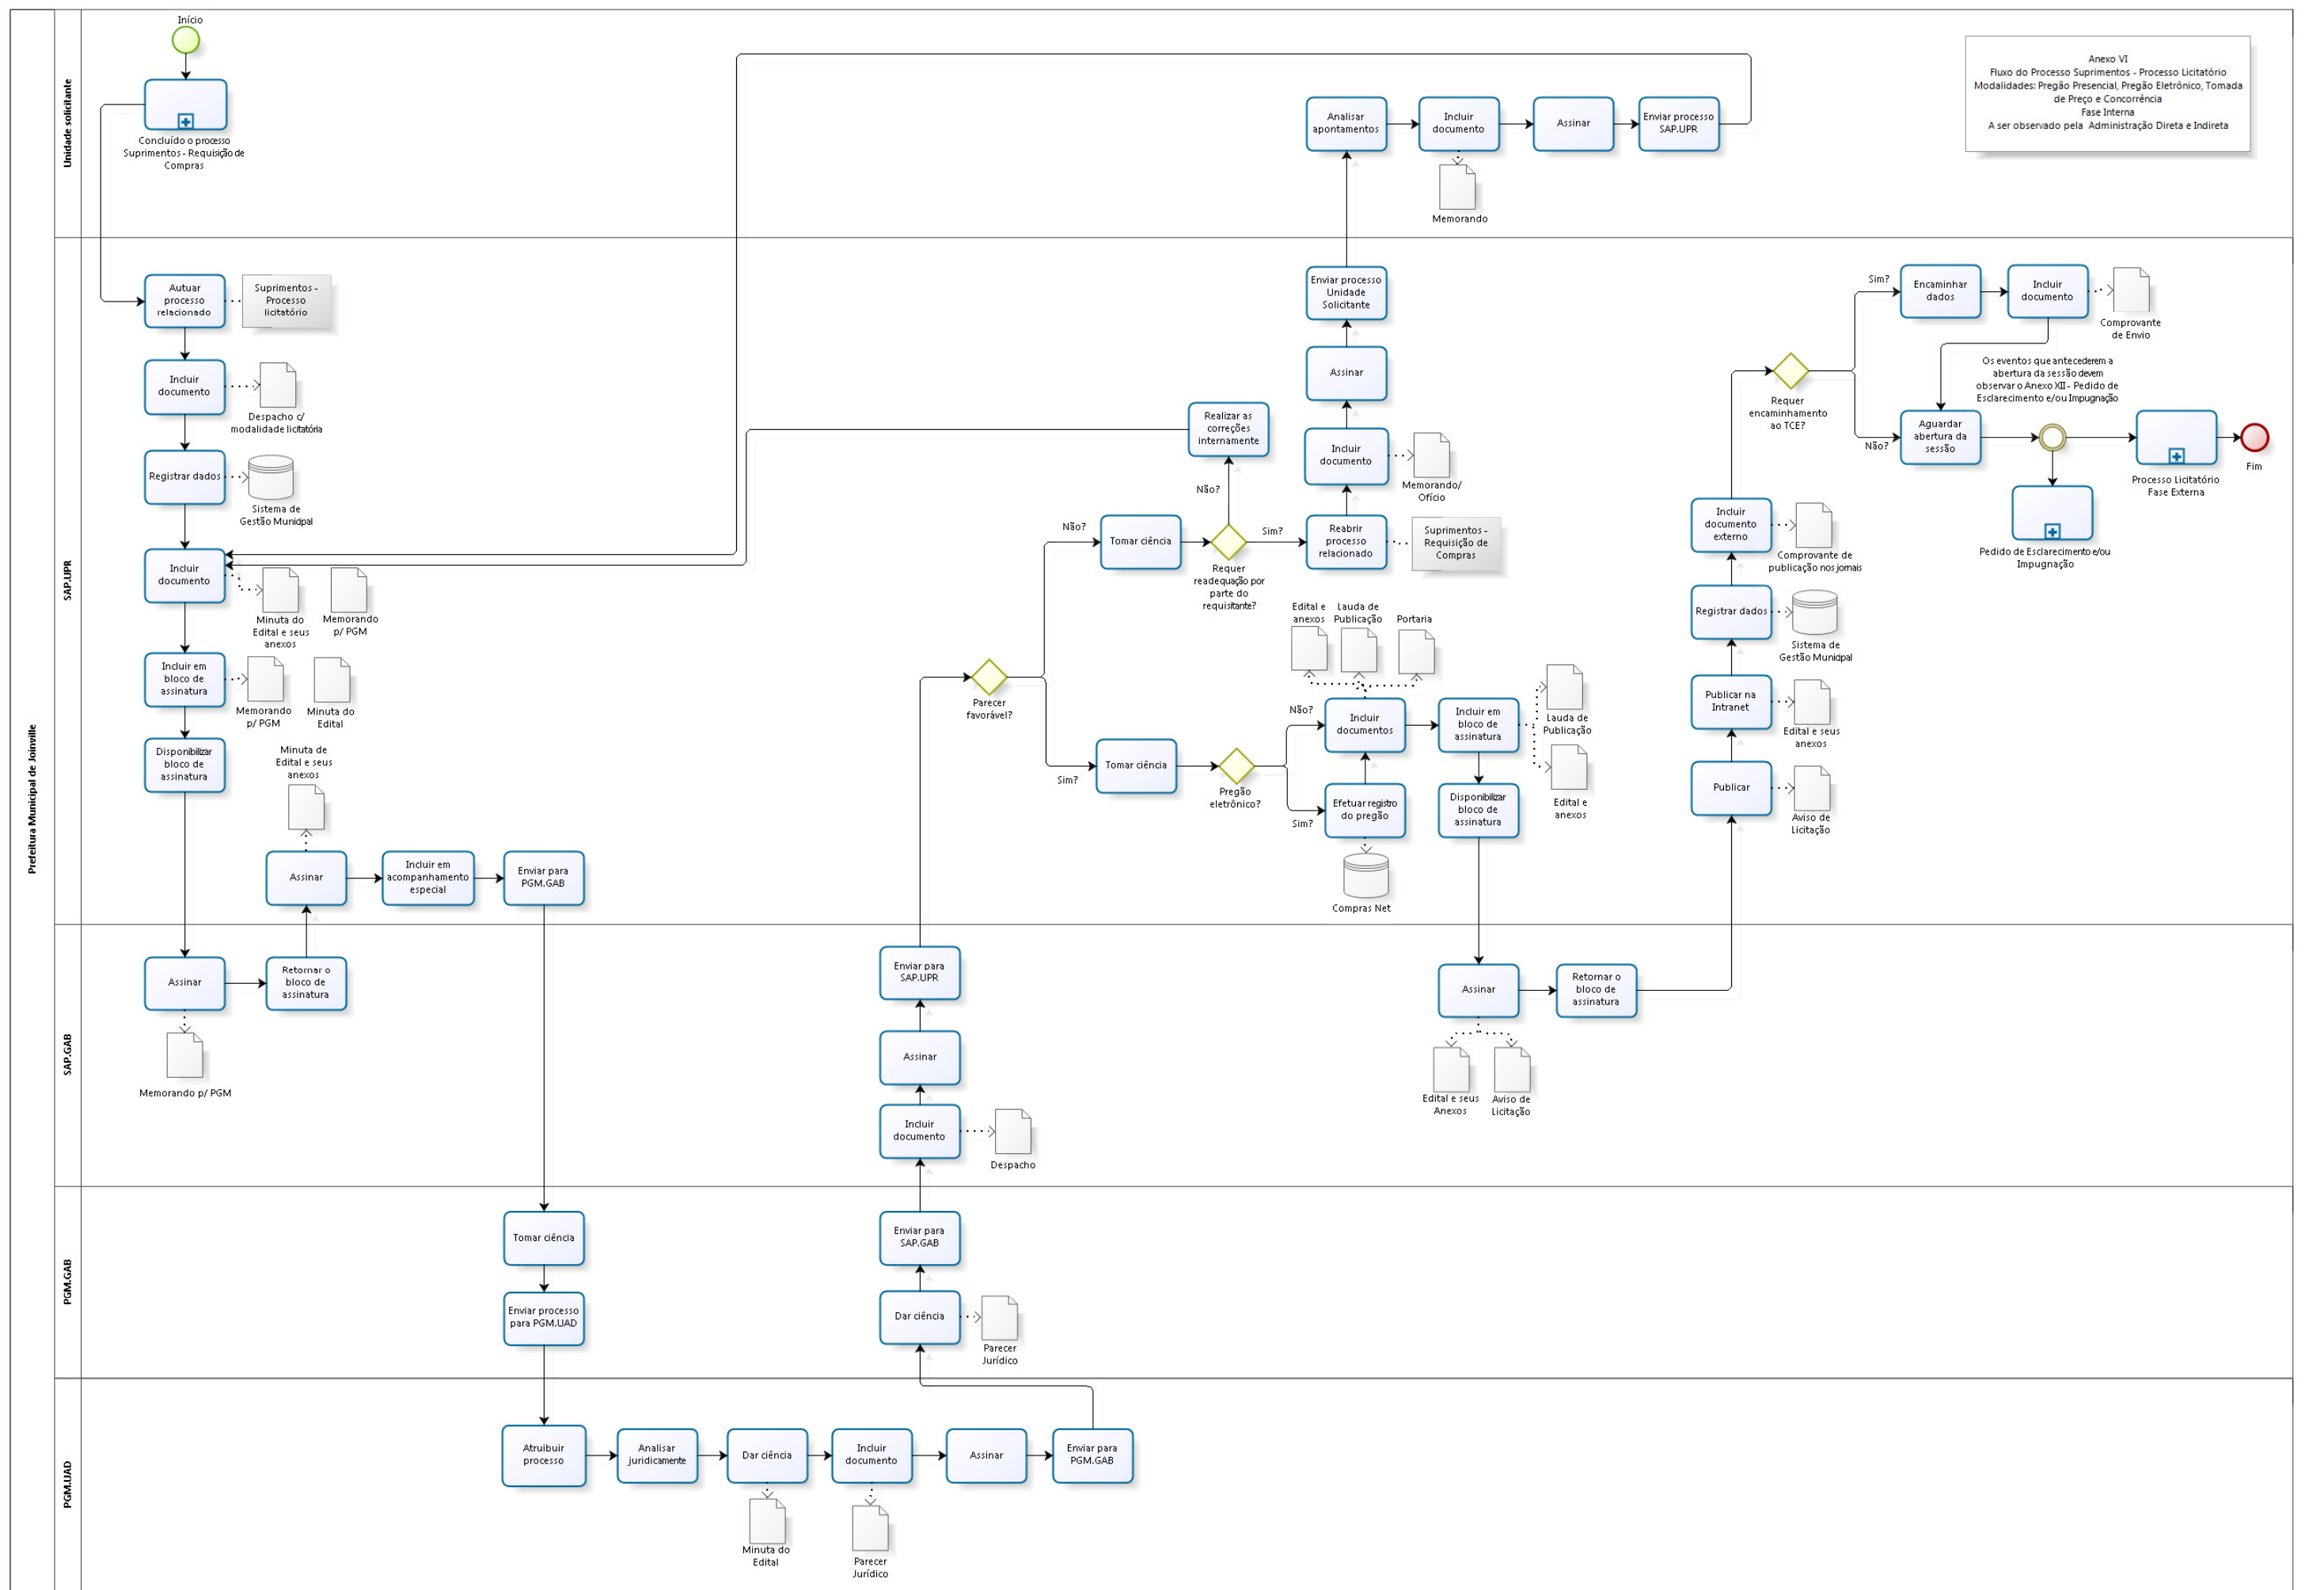 Prefeitura Municipal de Joinville
Unidade solicitante
Início
Concluído o processo
Suprimentos - Requisição de
Compras
Analisar
apontamentos
Incluir
documento
Memorando
Assinar
Enviar processo
SAP.UPR
Anexo VI
Fluxo do Processo Suprimentos - Processo Licitatório
Modalidades: Pregão Presencial, Pregão Eletrônico, Tomada
de Preço e Concorrência
Fase Interna
A ser observado pela Administração Direta e Indireta
SAP.UPR
Autuar
processo
relacionado
Suprimentos -
Processo
licitatório
Incluir
documento
Despacho c/
modalidade licitatória
Registrar dados
Sistema de
Gestão Municipal
Incluir
documento
Minuta do
Edital e seus
anexos
Memorando
p/ PGM
Incluir em
bloco de
assinatura
Memorando
p/ PGM
Minuta do
Edital
Disponibilizar
bloco de
assinatura
Minuta de
Edital e seus
anexos
Assinar
Incluir em
acompanhamento
especial
Enviar para
PGM.GAB
Parecer
favorável?
Não?
Tomar ciência
Requer
readequação por
parte do
requisitante?
Não?
Realizar as
correções
internamente
Sim?
Reabrir
processo
relacionado
Suprimentos -
Requisição de
Compras
Incluir
documento
Memorando/
Ofício
Assinar
Enviar processo
Unidade
Solicitante
Sim?
Tomar ciência
Pregão
eletrônico?
Não?
Sim?
Efetuar registro
do pregão
Compras Net
Incluir
documentos
Edital e
anexos
Lauda de
Publicação
Portaria
Incluir em
bloco de
assinatura
Lauda de
Publicação
Edital e
anexos
Disponibilizar
bloco de
assinatura
Publicar
Aviso de
Licitação
Publicar na
Intranet
Edital e seus
anexos
Registrar dados
Sistema de
Gestão Municipal
Incluir
documento
externo
Comprovante de
publicação nos jornais
Requer
encaminhamento
ao TCE?
Sim?
Encaminhar
dados
Incluir
documento
Comprovante
de Envio
Não?
Aguardar
abertura da
sessão
Os eventos que antecederem a
abertura da sessão devem
observar o Anexo XII - Pedido de
Esclarecimento e/ou Impugnação
Pedido de Esclarecimento e/ou
Impugnação
Processo Licitatório
Fase Externa
Fim
SAP.GAB
Assinar
Memorando p/ PGM
Retornar o
bloco de
assinatura
Enviar para
SAP.UPR
Assinar
Incluir
documento
Despacho
Assinar
Edital e seus
Anexos
Aviso de
Licitação
Retornar o
bloco de
assinatura
PGM.GAB
Tomar ciência
Enviar processo
para PGM.UAD
Enviar para
SAP.GAB
Dar ciência
Parecer
Jurídico
PGM.UAD
Atruibuir
processo
Analisar
juridicamente
Dar ciência
Minuta do
Edital
Incluir
documento
Parecer
Jurídico
Assinar
Enviar para
PGM.GAB